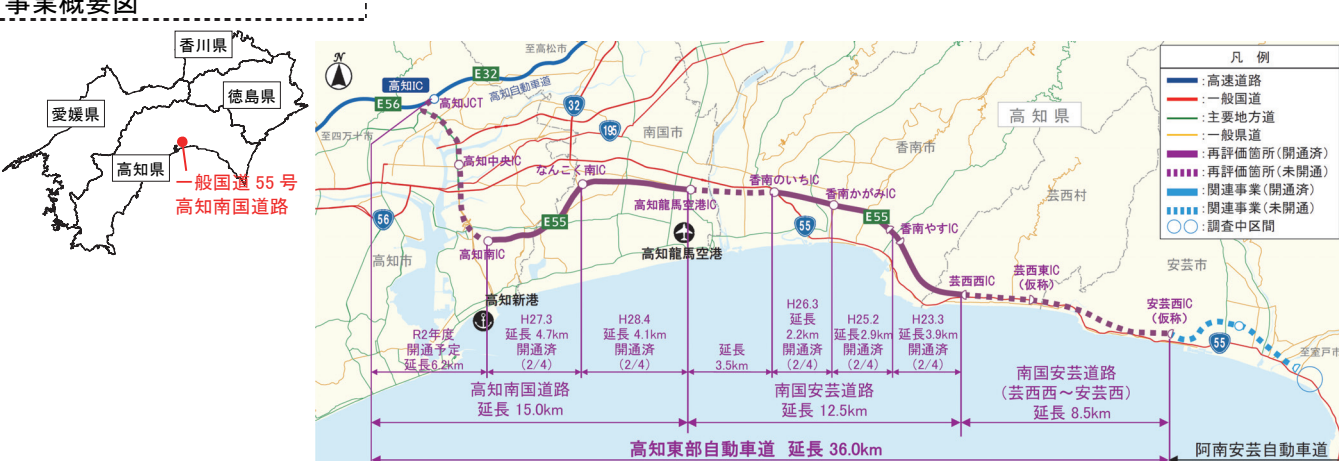 事業概要図
香川県
徳島県
愛媛県
高知県
一般国道 55 号
高知南国道路
N
至高松市
高知IC
E32
高知自動車道
E56
高知JCT
至四万十市
32
195
南国市
高知県
香南市
芸西村
安芸市
高知中央IC
なんこく南IC
香南のいちIC
香南かがみIC
高知龍馬空港IC
E55
E55
香南やすIC
56
55
高知市
高知南IC
高知龍馬空港
高知新港
芸西西IC
芸西東IC
(仮称)
安芸西IC
(仮称)
55
至室戸市
凡 例
:高速道路
:一般国道
:主要地方道
:一般県道
:再評価箇所(開通済)
:再評価箇所(未開通)
:関連事業(開通済)
:関連事業(未開通)
:調査中区間
R2年度
開通予定
延長6.2km
H27.3
延長 4.7km
開通済
(2/4)
H28.4
延長 4.1km
開通済
(2/4)
延長
3.5km
H26.3
延長
2.2km
開通済
(2/4)
H25.2
延長2.9km
開通済
(2/4)
H23.3
延長3.9km
開通済
(2/4)
高知南国道路
延長 15.0km
南国安芸道路
延長 12.5km
南国安芸道路
(芸西西～安芸西)
延長 8.5km
高知東部自動車道 延長 36.0km
阿南安芸自動車道